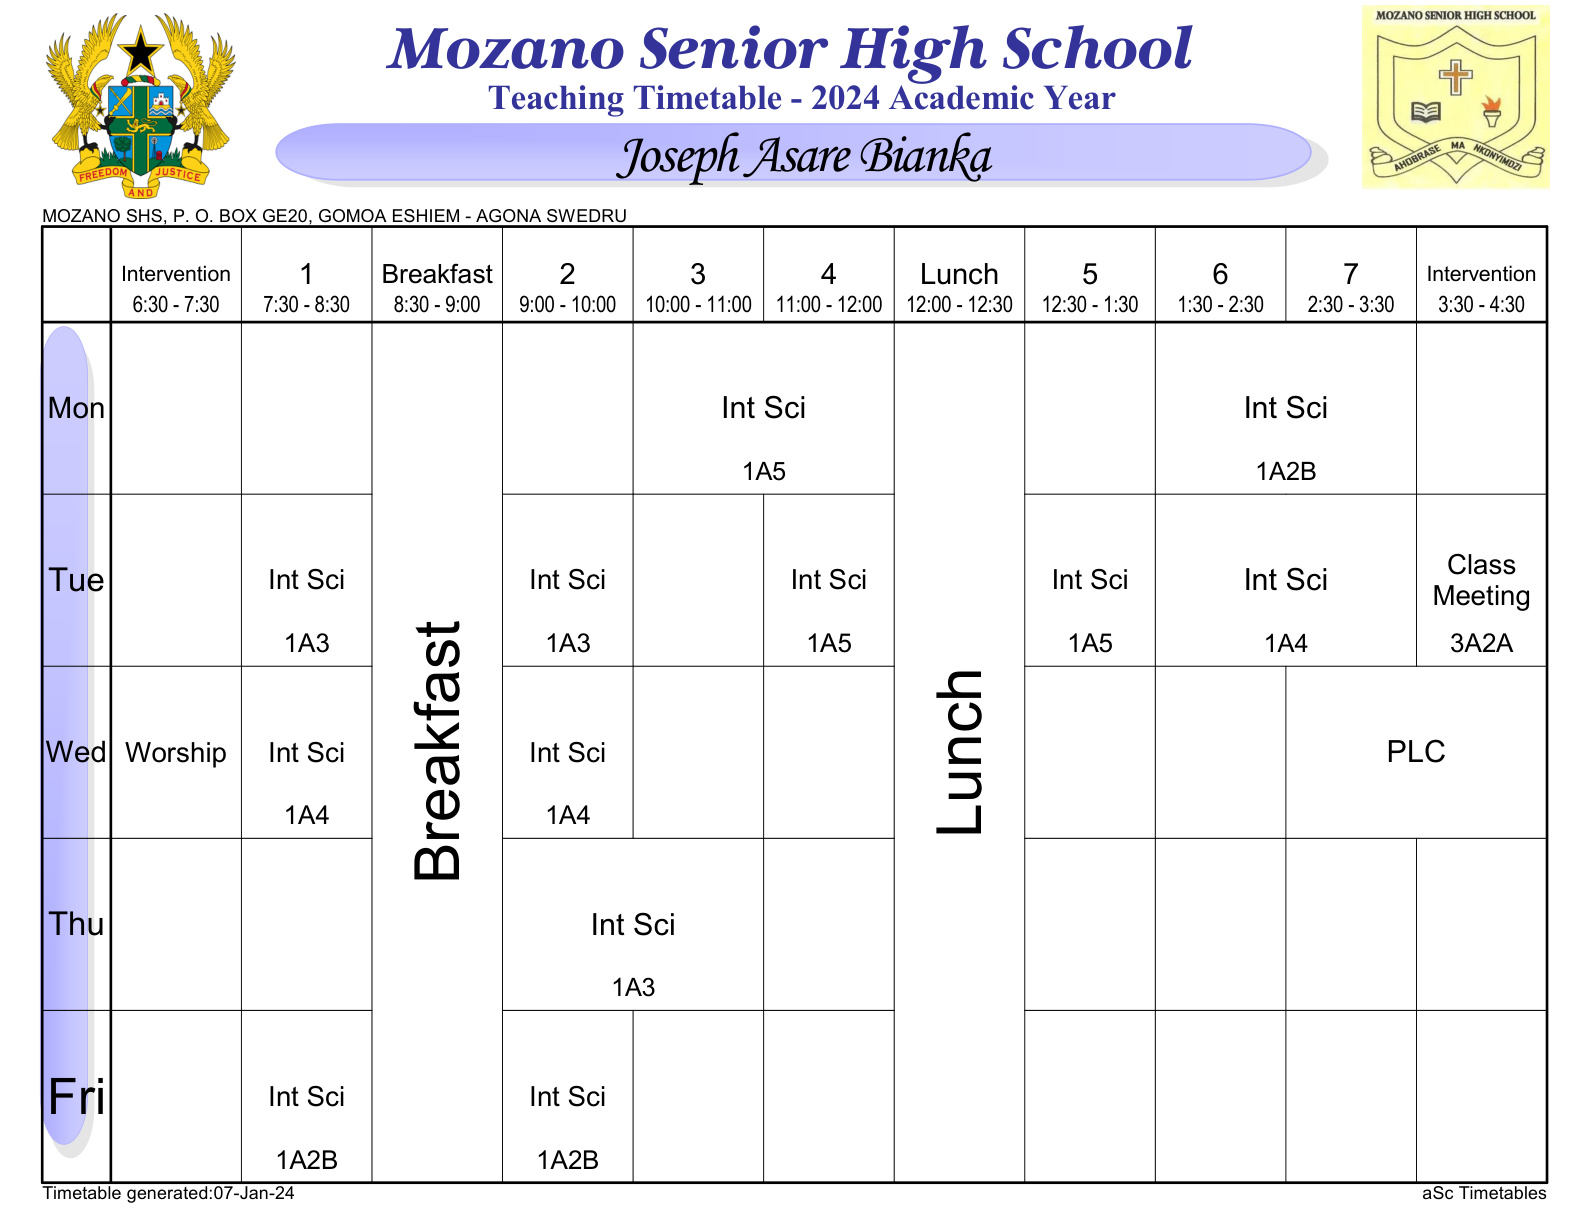 Mozano Senior High School
Teaching Timetable - 2024 Academic Year
Joseph Asare Bianka
FREEDOM AND JUSTICE
MOZANO SENIOR HIGH SCHOOL
AHOBRASE MA NKONYIMDZI
MOZANO SHS, P. O. BOX GE20, GOMOA ESHIEM - AGONA SWEDRU
Intervention 1 Breakfast 2 3 4 Lunch 5 6 7 Intervention
6:30 - 7:30 7:30 - 8:30 8:30 - 9:00 9:00 - 10:00 10:00 - 11:00 11:00 - 12:00 12:00 - 12:30 12:30 - 1:30 1:30 - 2:30 2:30 - 3:30 3:30 - 4:30
Breakfast
Lunch
Mon Int Sci Int Sci
1A5 1A2B
Tue Int Sci Int Sci Int Sci Int Sci Int Sci Class Meeting
1A3 1A3 1A5 1A5 1A4 3A2A
Wed Worship Int Sci Int Sci PLC
1A4 1A4
Thu Int Sci
1A3
Fri Int Sci Int Sci
1A2B 1A2B
Timetable generated:07-Jan-24
aSc Timetables